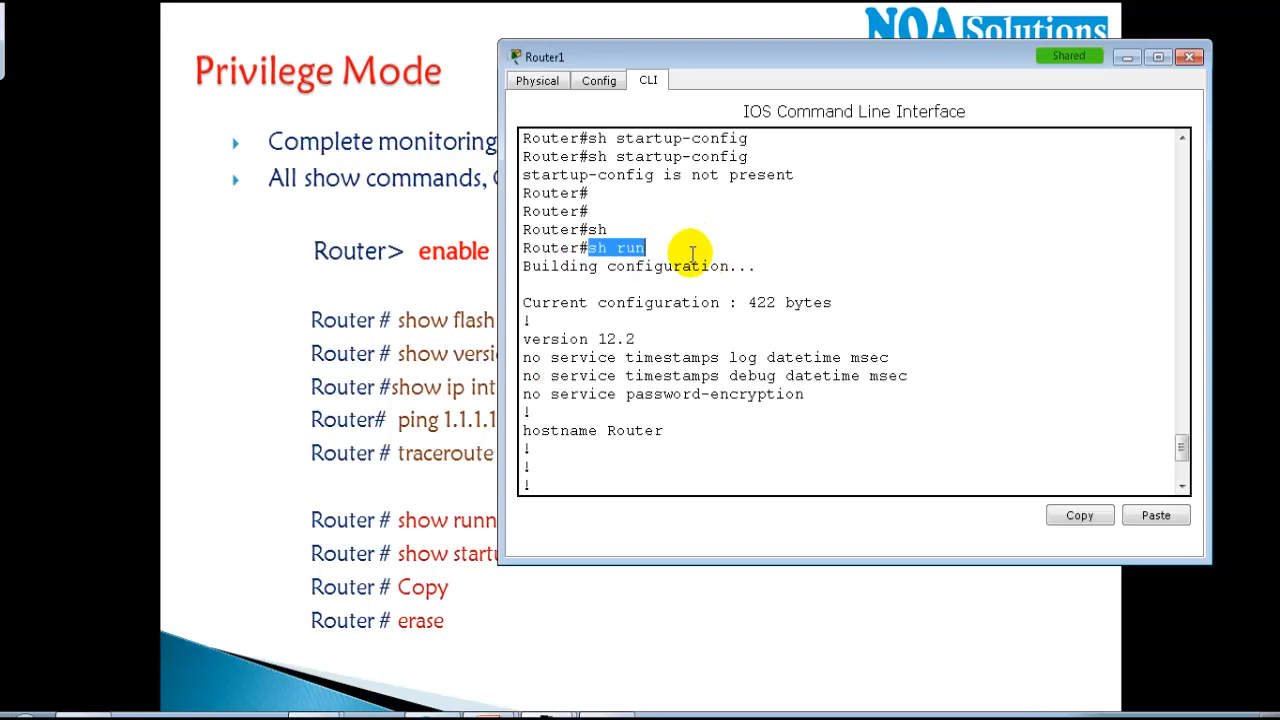 NOA Solutions
Privilege Mode
Complete monitoring
All show commands,
Router> enable
Router # show flash
Router # show versi
Router #show ip int
Router# ping 1.1.1.1
Router # traceroute
Router # show runn
Router # show startu
Router # Copy
Router # erase
Router1
Shared
Physical
Config
CLI
IOS Command Line Interface
Router#sh startup-config
Router#sh startup-config
startup-config is not present
Router#
Router#
Router#sh
Router#sh run
Building configuration...
Current configuration : 422 bytes
!
version 12.2
no service timestamps log datetime msec
no service timestamps debug datetime msec
no service password-encryption
!
hostname Router
!
!
!
Copy
Paste